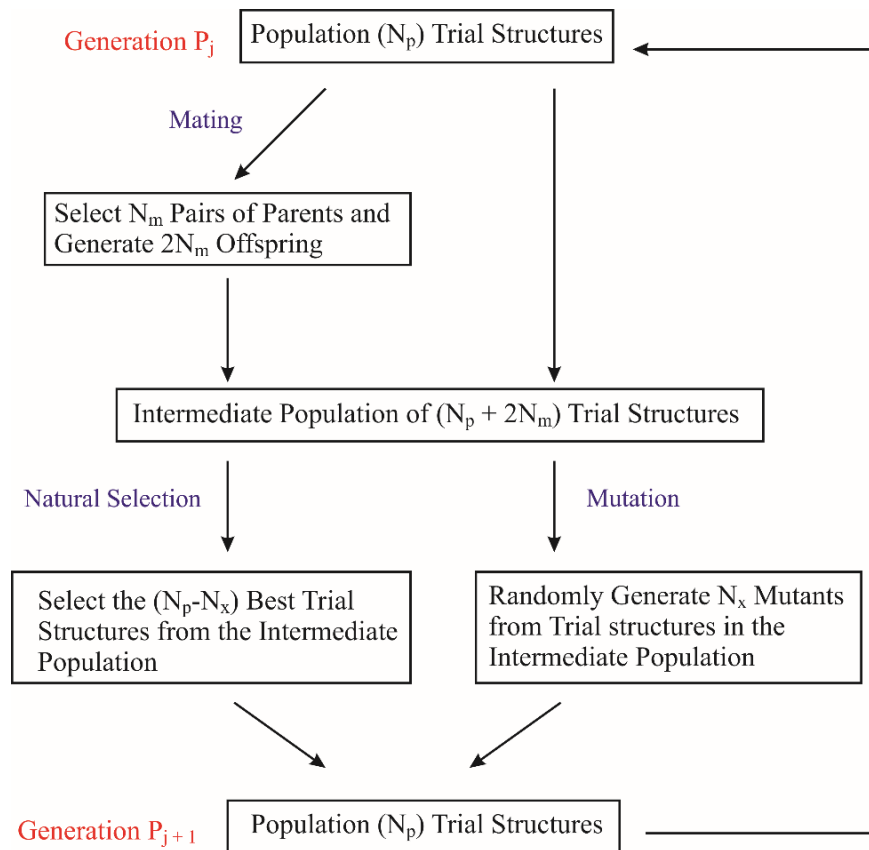 Generation Pj
Population (Np) Trial Structures
Mating
Select Nm Pairs of Parents and
Generate 2Nm Offspring
Intermediate Population of (Np + 2Nm) Trial Structures
Natural Selection
Mutation
Select the (Np-Nx) Best Trial
Structures from the Intermediate
Population
Randomly Generate Nx Mutants
from Trial structures in the
Intermediate Population
Generation Pj + 1
Population (Np) Trial Structures